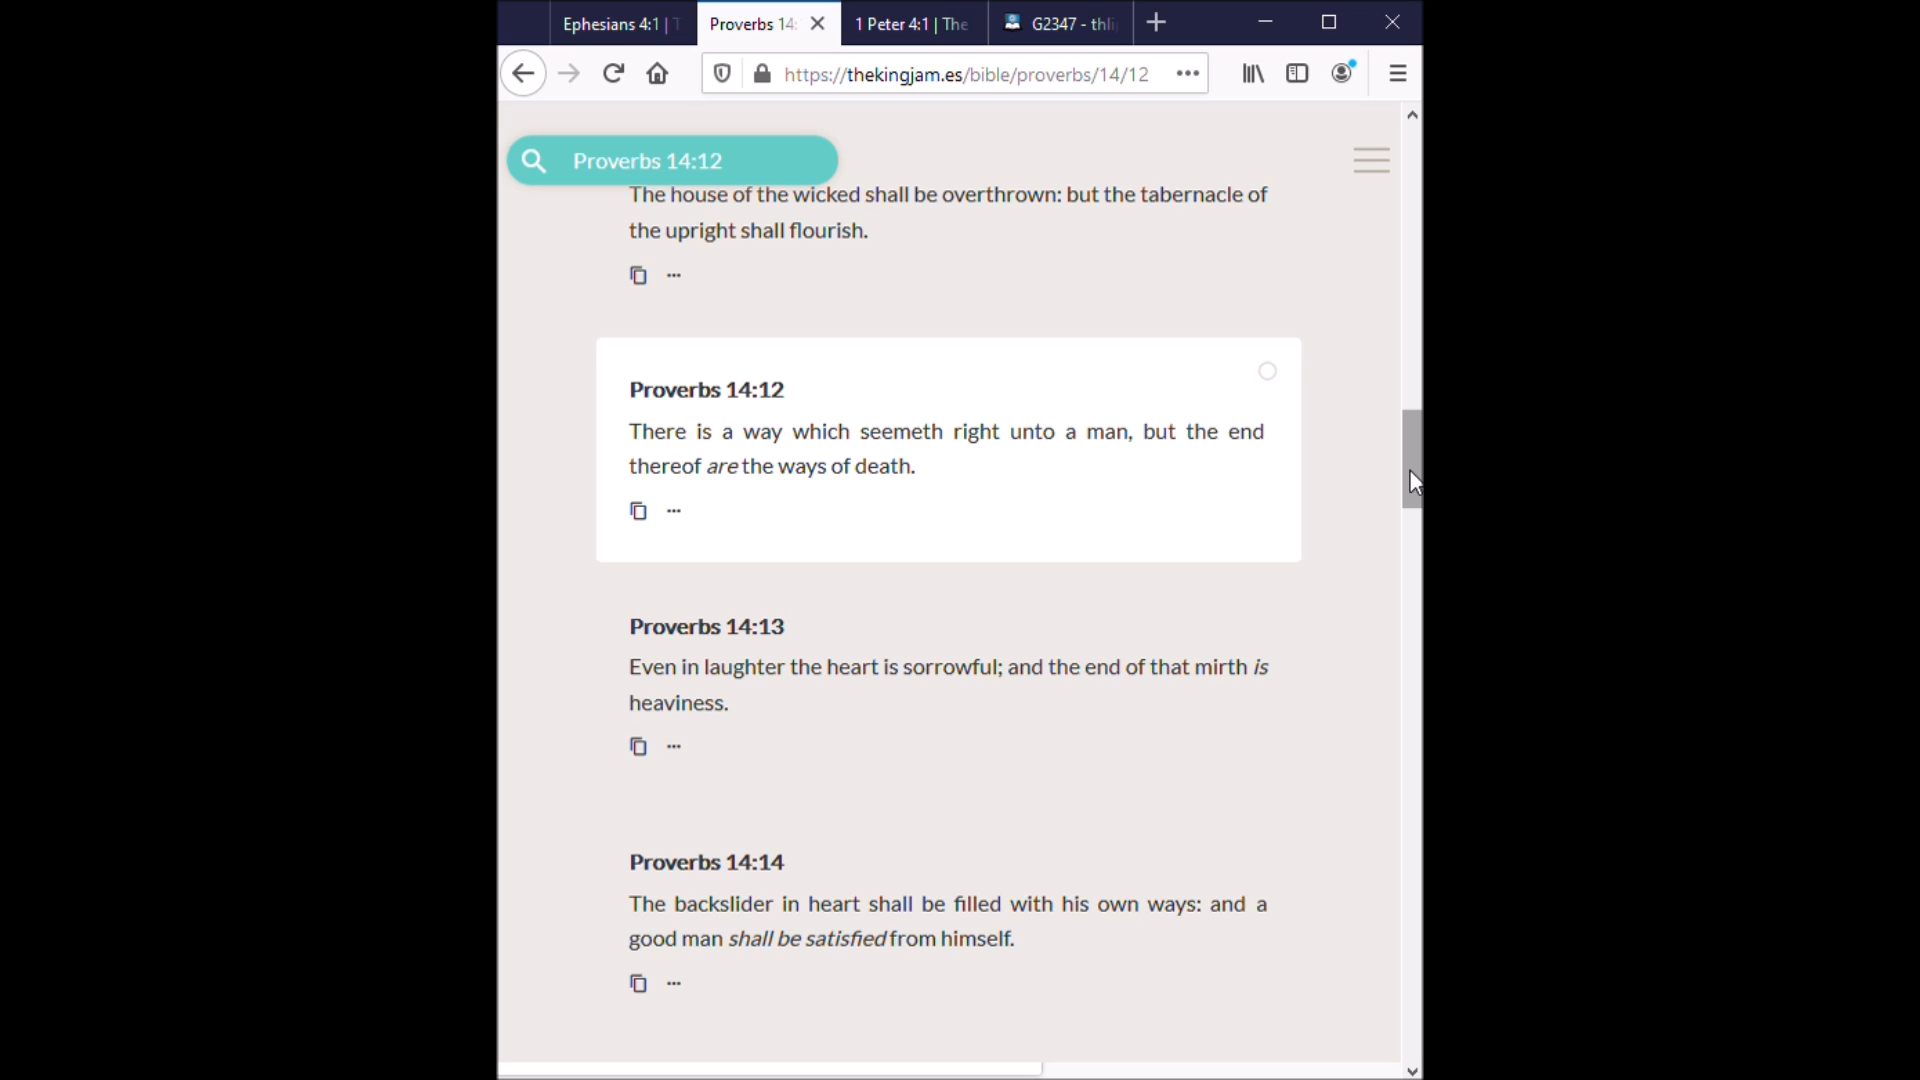 Ephesians 4:1 | T
Proverbs 14:
1 Peter 4:1 | The
G2347 - thli
https://thekingjam.es/bible/proverbs/14/12
Proverbs 14:12
The house of the wicked shall be overthrown: but the tabernacle of
the upright shall flourish.
Proverbs 14:12
There is a way which seemeth right unto a man, but the end
thereof are the ways of death.
Proverbs 14:13
Even in laughter the heart is sorrowful; and the end of that mirth is
heaviness.
Proverbs 14:14
The backslider in heart shall be filled with his own ways: and a
good man shall be satisfied from himself.